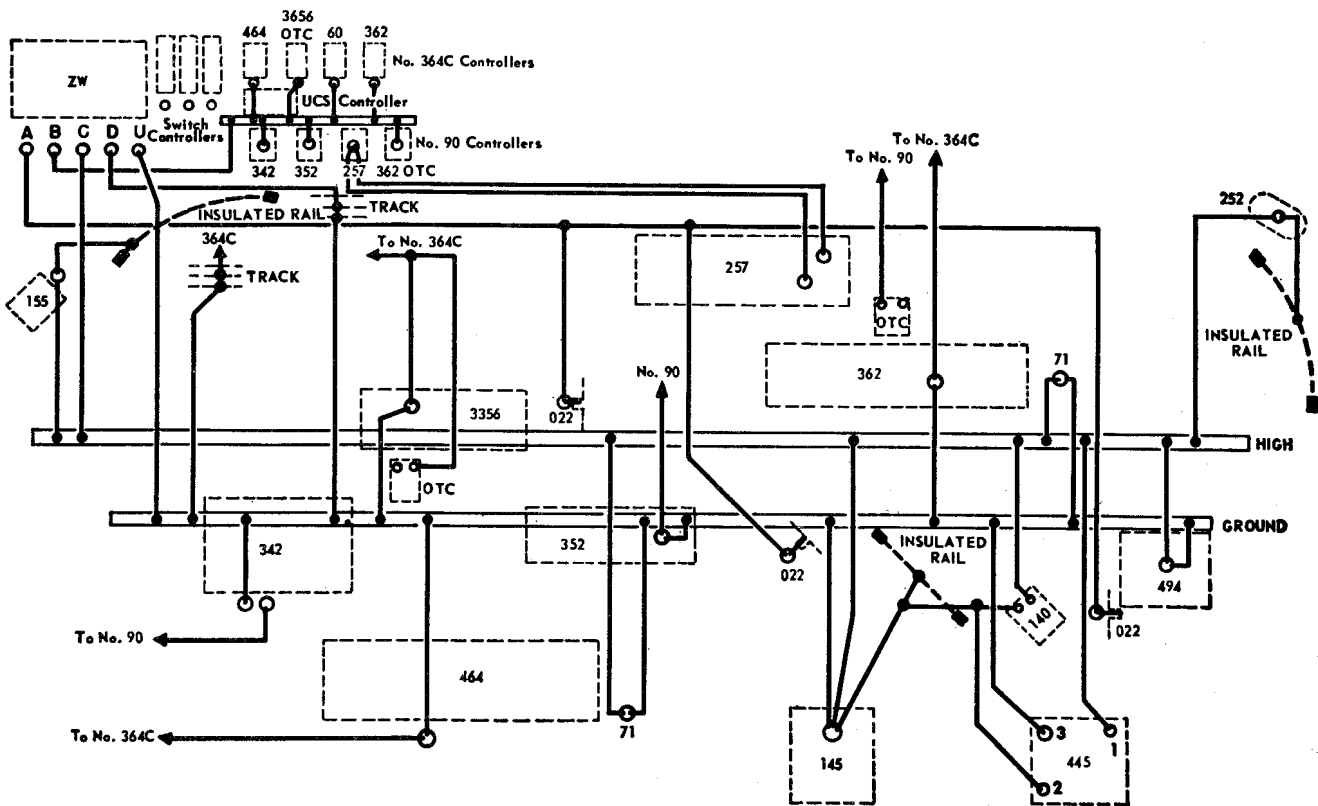 464
3656
OTC
60
362
No. 364C Controllers
ZW
UCS Controller
Switch
Controllers
A B C D U
No. 90 Controllers
342
352
257
362 OTC
INSULATED RAIL
TRACK
To No. 364C
To No. 90
252
364C
TRACK
To No. 364C
257
155
OTC
INSULATED
RAIL
No. 90
362
71
3356
022
HIGH
OTC
GROUND
342
352
INSULATED
RAIL
022
494
140
022
To No. 90
464
To No. 364C
71
145
3
1
445
2